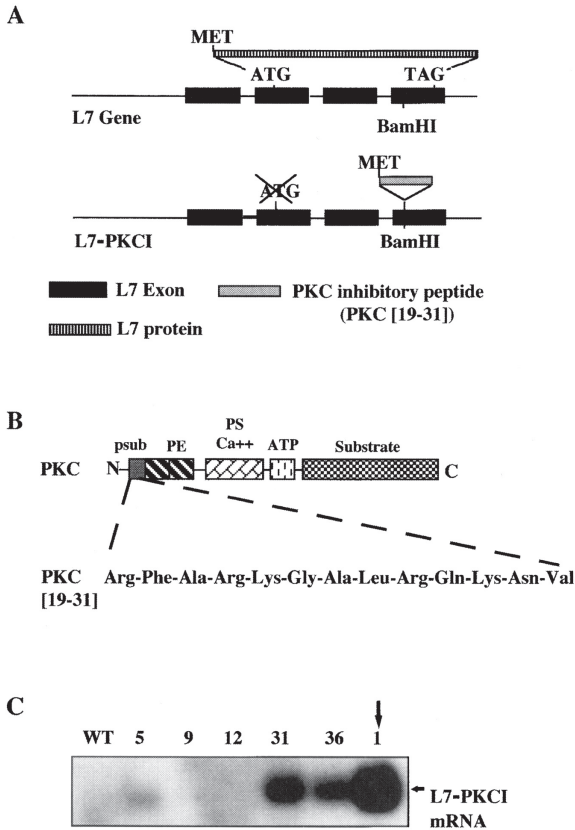 A
MET
ATG TAG
L7 Gene
BamHI
MET
ATG
L7-PKCI
BamHI
L7 Exon
PKC inhibitory peptide
(PKC [19-31])
L7 protein
B
PS
psub PE Ca++ ATP Substrate
PKC N C
PKC Arg-Phe-Ala-Arg-Lys-Gly-Ala-Leu-Arg-Gln-Lys-Asn-Val
[19-31]
C
WT 5 9 12 31 36 1
L7-PKCI
mRNA